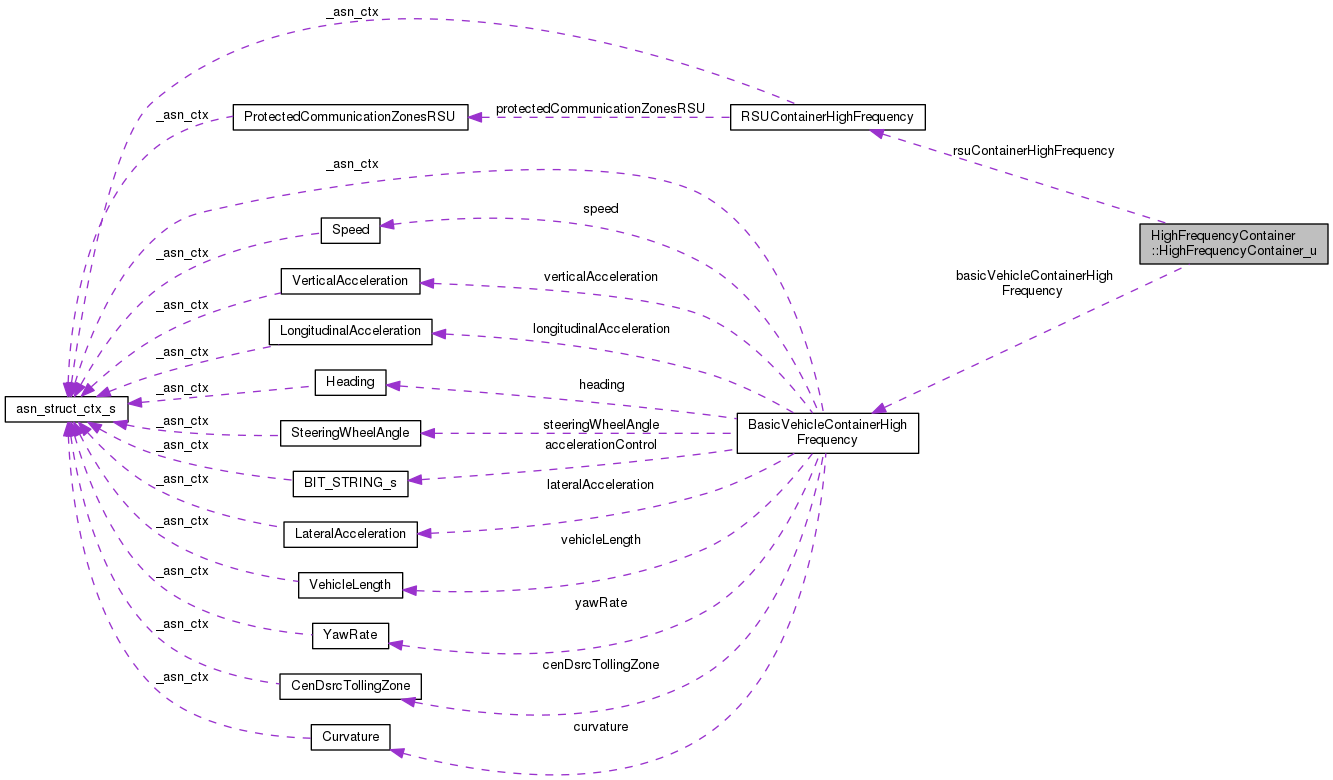 _asn_ctx
ProtectedCommunicationZonesRSU
protectedCommunicationZonesRSU
RSUContainerHighFrequency
_asn_ctx
rsuContainerHighFrequency
_asn_ctx
speed
Speed
HighFrequencyContainer
::HighFrequencyContainer_u
_asn_ctx
verticalAcceleration
VerticalAcceleration
basicVehicleContainerHigh
Frequency
_asn_ctx
longitudinalAcceleration
LongitudinalAcceleration
_asn_ctx
Heading
heading
_asn_ctx
asn_struct_ctx_s
_asn_ctx
SteeringWheelAngle
steeringWheelAngle
BasicVehicleContainerHigh
Frequency
accelerationControl
_asn_ctx
BIT_STRING_s
lateralAcceleration
_asn_ctx
LateralAcceleration
_asn_ctx
vehicleLength
VehicleLength
_asn_ctx
yawRate
YawRate
_asn_ctx
cenDsrcTollingZone
CenDsrcTollingZone
_asn_ctx
curvature
Curvature